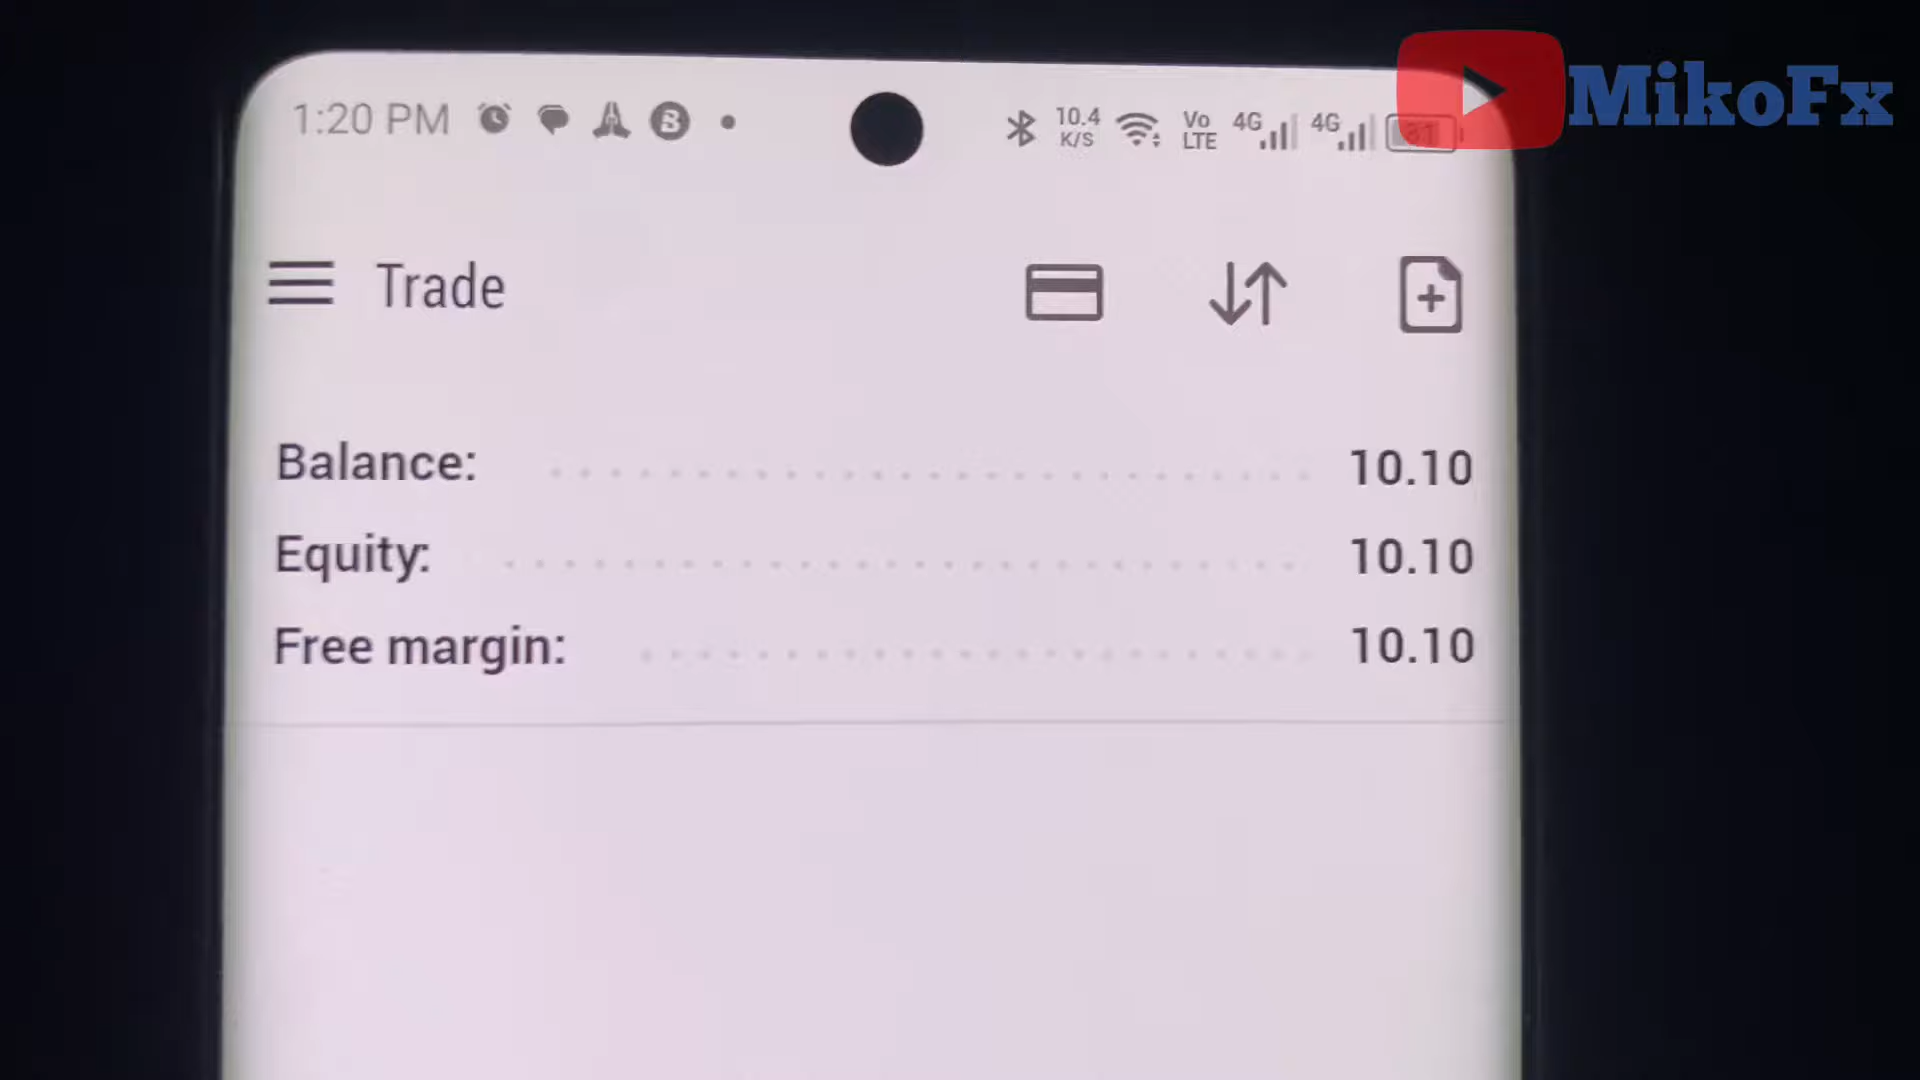 MikoFx
1:20 PM
10.4 K/S
Vo LTE
4G
4G
Trade
Balance: 10.10
Equity: 10.10
Free margin: 10.10